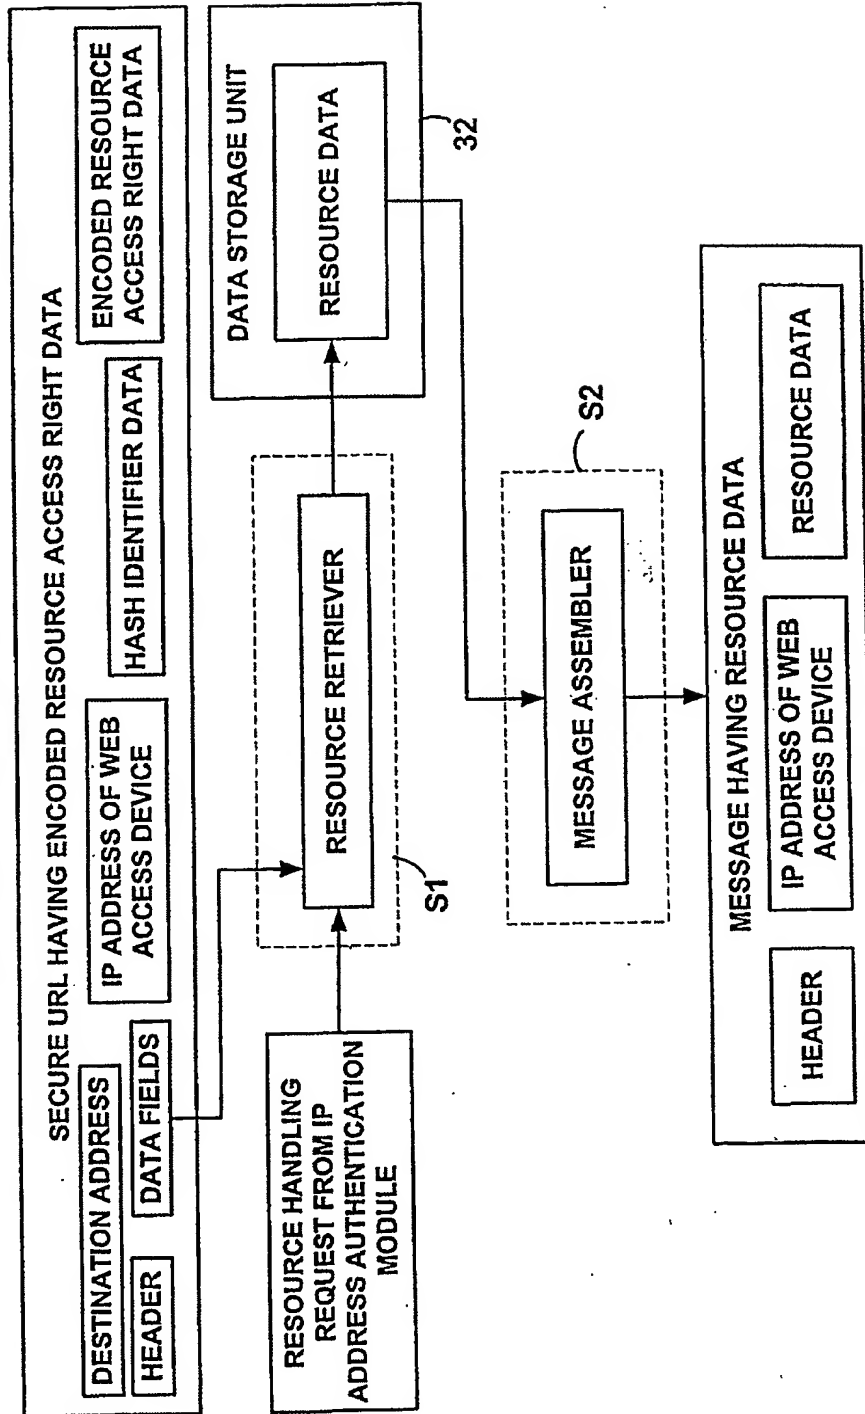 SECURE URL HAVING ENCODED RESOURCE ACCESS RIGHT DATA
DESTINATION ADDRESS
HEADER
DATA FIELDS
IP ADDRESS OF WEB
ACCESS DEVICE
HASH IDENTIFIER DATA
ENCODED RESOURCE
ACCESS RIGHT DATA
RESOURCE HANDLING
REQUEST FROM IP
ADDRESS AUTHENTICATION
MODULE
RESOURCE RETRIEVER
S1
DATA STORAGE UNIT
RESOURCE DATA
32
MESSAGE ASSEMBLER
S2
MESSAGE HAVING RESOURCE DATA
HEADER
IP ADDRESS OF WEB
ACCESS DEVICE
RESOURCE DATA